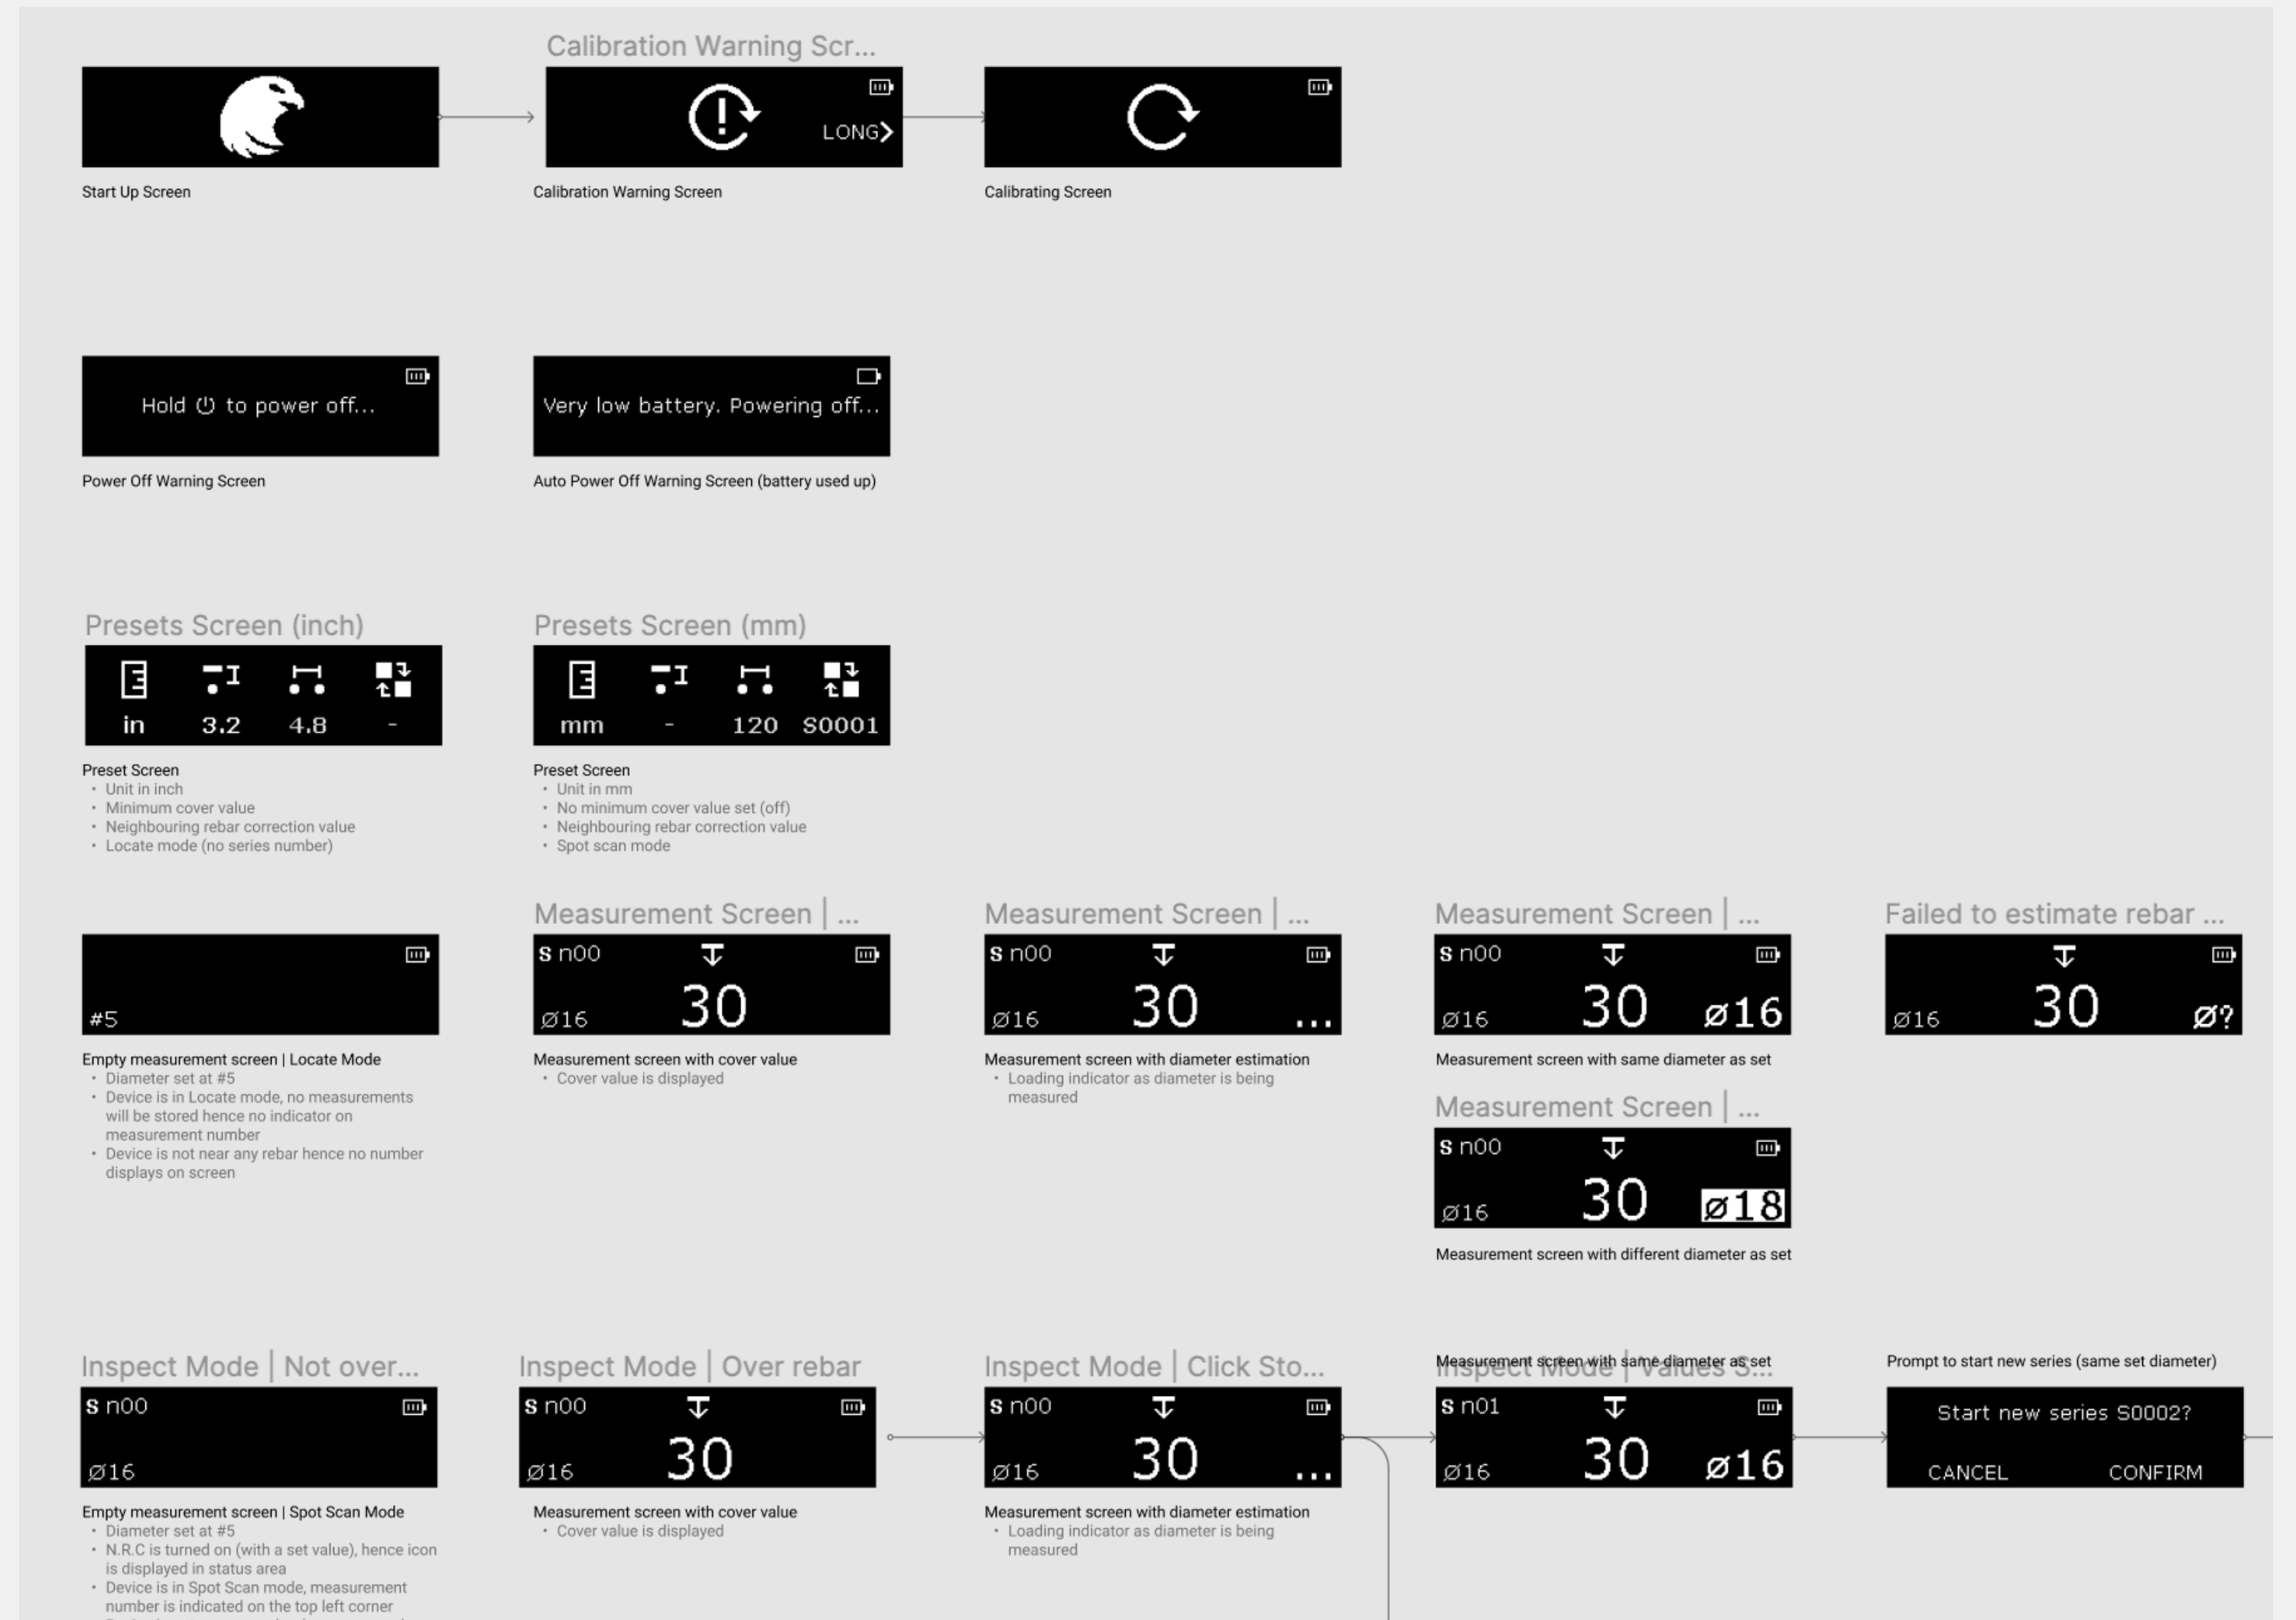 Calibration Warning Scr...
LONG
Start Up Screen
Calibration Warning Screen
Calibrating Screen
Hold to power off...
Very low battery. Powering off...
Power Off Warning Screen
Auto Power Off Warning Screen (battery used up)
Presets Screen (inch)
Presets Screen (mm)
in 3.2 4.8 -
mm - 120 S0001
Preset Screen
• Unit in inch
• Minimum cover value
• Neighbouring rebar correction value
• Locate mode (no series number)
Preset Screen
• Unit in mm
• No minimum cover value set (off)
• Neighbouring rebar correction value
• Spot scan mode
#5
Empty measurement screen | Locate Mode
• Diameter set at #5
• Device is in Locate mode, no measurements
will be stored hence no indicator on
measurement number
• Device is not near any rebar hence no number
displays on screen
Measurement Screen | ...
S n00
30
Ø16
Measurement screen with cover value
• Cover value is displayed
Measurement Screen | ...
S n00
30
Ø16
...
Measurement screen with diameter estimation
• Loading indicator as diameter is being
measured
Measurement Screen | ...
S n00
30
Ø16
ø16
Measurement screen with same diameter as set
Measurement Screen | ...
S n00
30
Ø16
ø18
Measurement screen with different diameter as set
Failed to estimate rebar ...
30
Ø16
Ø?
Inspect Mode | Not over...
S n00
Ø16
Empty measurement screen | Spot Scan Mode
• Diameter set at #5
• N.R.C is turned on (with a set value), hence icon
is displayed in status area
• Device is in Spot Scan mode, measurement
number is indicated on the top left corner
Inspect Mode | Over rebar
S n00
30
Ø16
Measurement screen with cover value
• Cover value is displayed
Inspect Mode | Click Sto...
S n00
30
Ø16
...
Measurement screen with diameter estimation
• Loading indicator as diameter is being
measured
Measurement screen with same diameter as set
Inspect Mode | Values S...
S n01
30
Ø16
ø16
Prompt to start new series (same set diameter)
Start new series S0002?
CANCEL CONFIRM